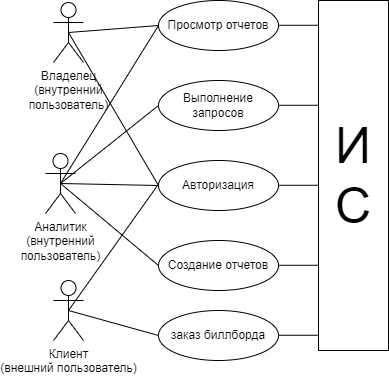 Просмотр отчетов
Владелец
(внутренний
пользователь)
Выполнение
запросов
И
С
Авторизация
Аналитик
(внутренний
пользователь)
Создание отчетов
заказ биллборда
Клиент
(внешний пользователь)